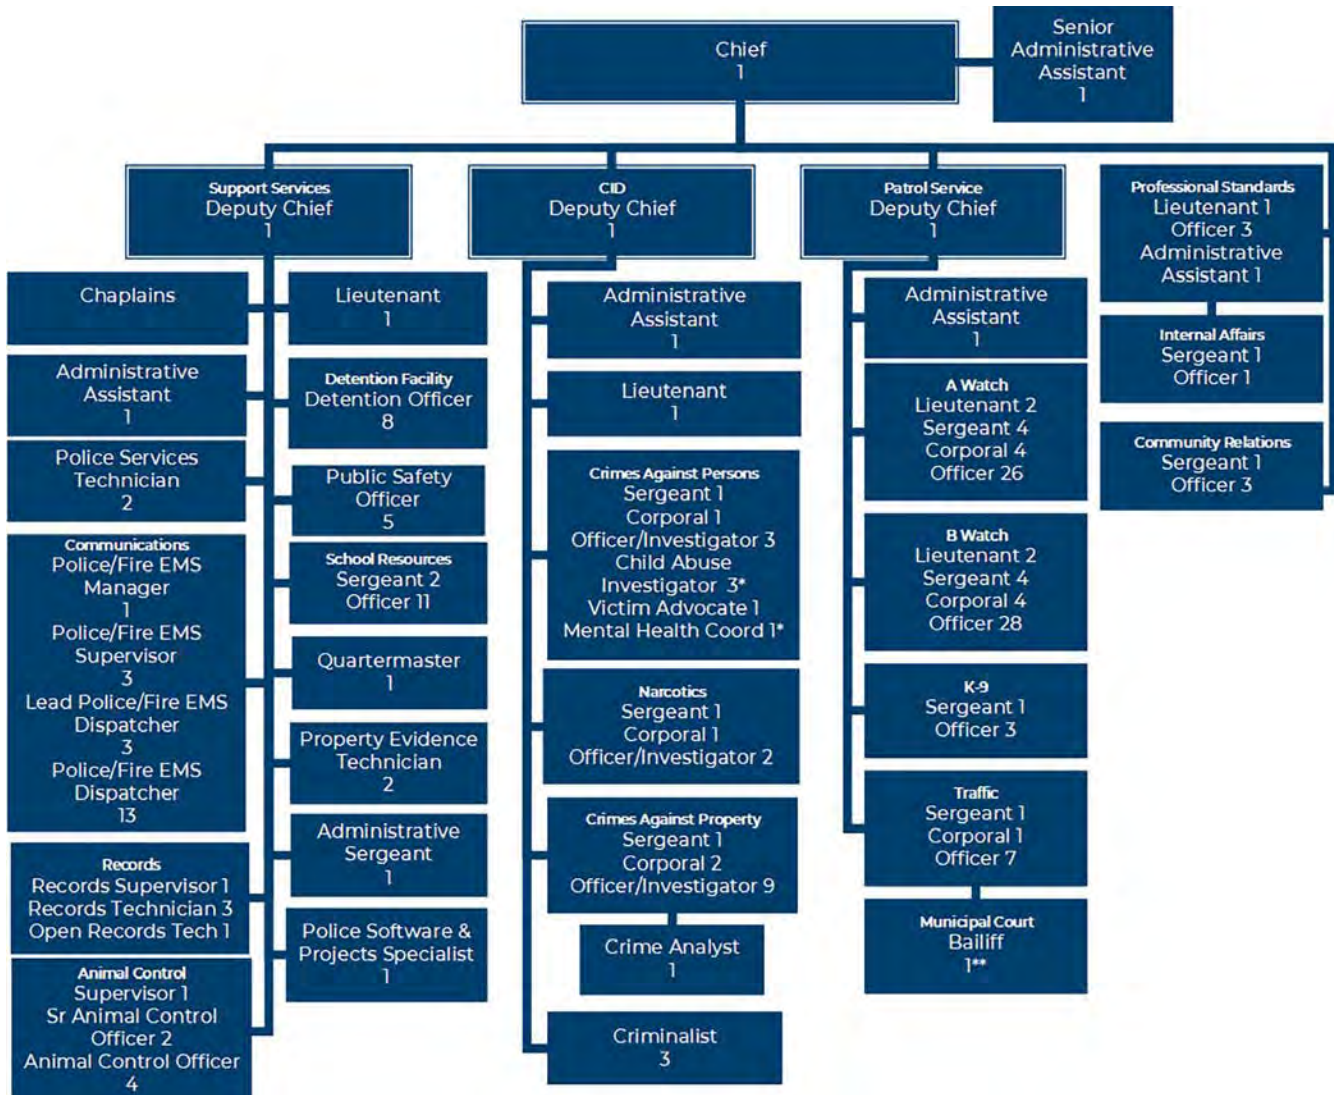 Chief
1
Senior
Administrative
Assistant
1
Support Services
Deputy Chief
1
CID
Deputy Chief
1
Patrol Service
Deputy Chief
1
Professional Standards
Lieutenant 1
Officer 3
Administrative
Assistant 1
Internal Affairs
Sergeant 1
Officer 1
Community Relations
Sergeant 1
Officer 3
Chaplains
Administrative
Assistant
1
Police Services
Technician
2
Communications
Police/Fire EMS
Manager
1
Police/Fire EMS
Supervisor
3
Lead Police/Fire EMS
Dispatcher
3
Police/Fire EMS
Dispatcher
13
Records
Records Supervisor 1
Records Technician 3
Open Records Tech 1
Animal Control
Supervisor 1
Sr Animal Control
Officer 2
Animal Control Officer
4
Lieutenant
1
Detention Facility
Detention Officer
8
Public Safety
Officer
5
School Resources
Sergeant 2
Officer 11
Quartermaster
1
Property Evidence
Technician
2
Administrative
Sergeant
1
Police Software &
Projects Specialist
1
Administrative
Assistant
1
Lieutenant
1
Crimes Against Persons
Sergeant 1
Corporal 1
Officer/Investigator 3
Child Abuse
Investigator 3*
Victim Advocate 1
Mental Health Coord 1*
Narcotics
Sergeant 1
Corporal 1
Officer/Investigator 2
Crimes Against Property
Sergeant 1
Corporal 2
Officer/Investigator 9
Crime Analyst
1
Criminalist
3
Administrative
Assistant
1
A Watch
Lieutenant 2
Sergeant 4
Corporal 4
Officer 26
B Watch
Lieutenant 2
Sergeant 4
Corporal 4
Officer 28
K-9
Sergeant 1
Officer 3
Traffic
Sergeant 1
Corporal 1
Officer 7
Municipal Court
Bailiff
1**